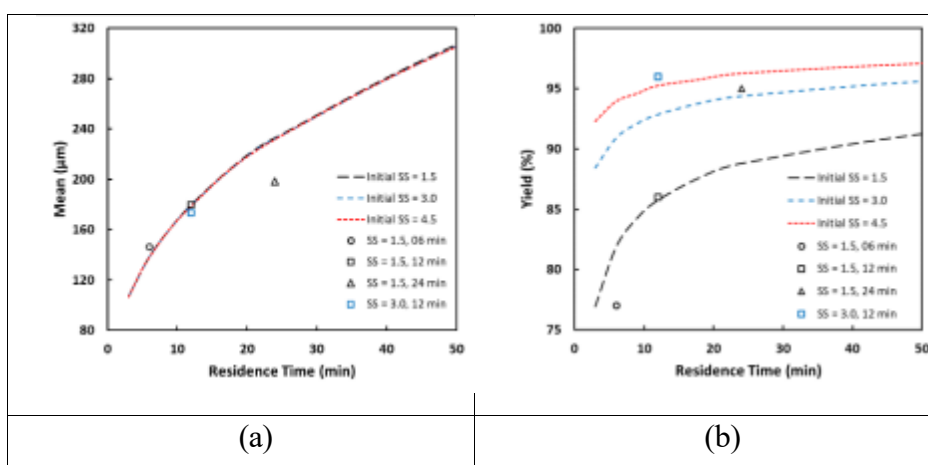 320
280
240
200
160
120
80
Mean (μm)
0 10 20 30 40 50
Residence Time (min)
Initial SS = 1.5
Initial SS = 3.0
Initial SS = 4.5
SS = 1.5, 06 min
SS = 1.5, 12 min
SS = 1.5, 24 min
SS = 3.0, 12 min
(a)
100
95
90
85
80
75
Yield (%)
0 10 20 30 40 50
Residence Time (min)
Initial SS = 1.5
Initial SS = 3.0
Initial SS = 4.5
SS = 1.5, 06 min
SS = 1.5, 12 min
SS = 1.5, 24 min
SS = 3.0, 12 min
(b)